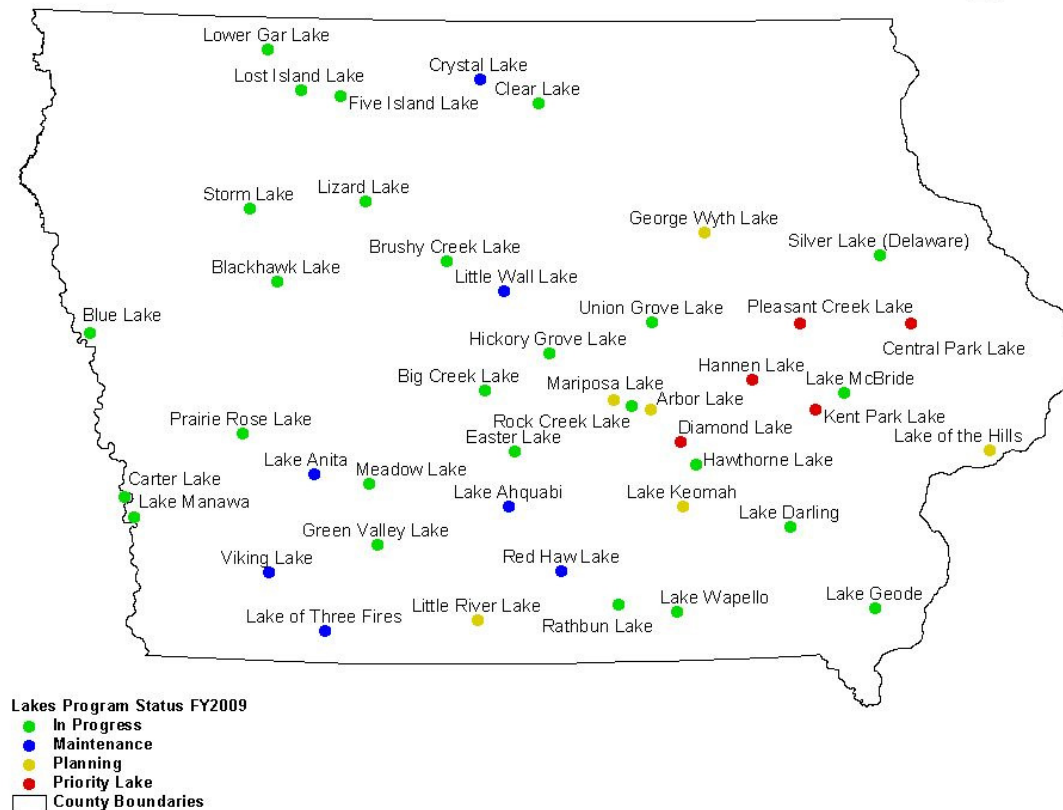 Lower Gar Lake
Crystal Lake
Lost Island Lake
Five Island Lake
Clear Lake
Storm Lake
Lizard Lake
George Wyth Lake
Silver Lake (Delaware)
Brushy Creek Lake
Blackhawk Lake
Little Wall Lake
Blue Lake
Union Grove Lake
Pleasant Creek Lake
Hickory Grove Lake
Central Park Lake
Hannen Lake
Big Creek Lake
Mariposa Lake
Lake McBride
Arbor Lake
Prairie Rose Lake
Rock Creek Lake
Kent Park Lake
Diamond Lake
Easter Lake
Lake of the Hills
Lake Anita
Hawthorne Lake
Meadow Lake
Carter Lake
Lake Ahquabi
Lake Keomah
Lake Manawa
Lake Darling
Green Valley Lake
Viking Lake
Red Haw Lake
Lake Geode
Lake Wapello
Little River Lake
Lake of Three Fires
Rathbun Lake
Lakes Program Status FY2009
In Progress
Maintenance
Planning
Priority Lake
County Boundaries